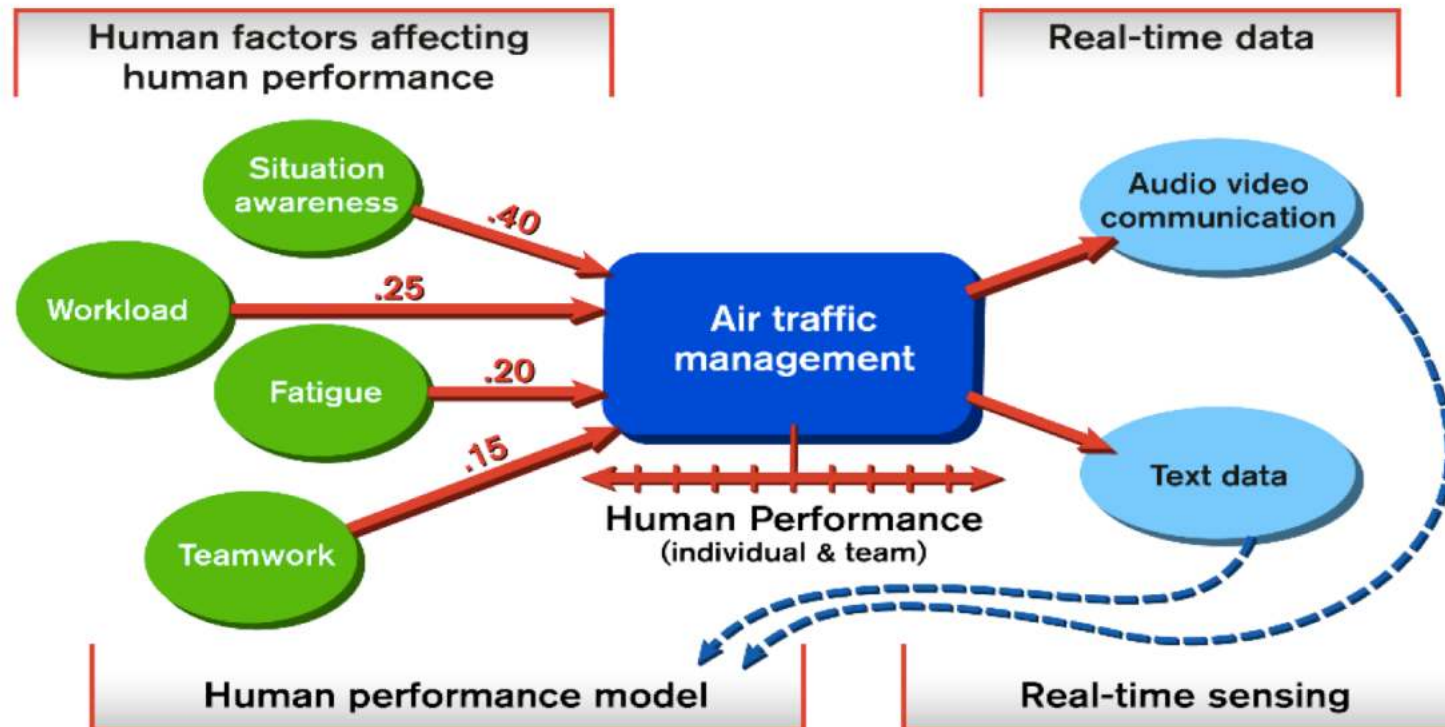 Human factors affecting
human performance
Real-time data
Situation
awareness
.40
Workload
.25
Fatigue
.20
Teamwork
.15
Air traffic
management
Human Performance
(individual & team)
Audio video
communication
Text data
Human performance model
Real-time sensing